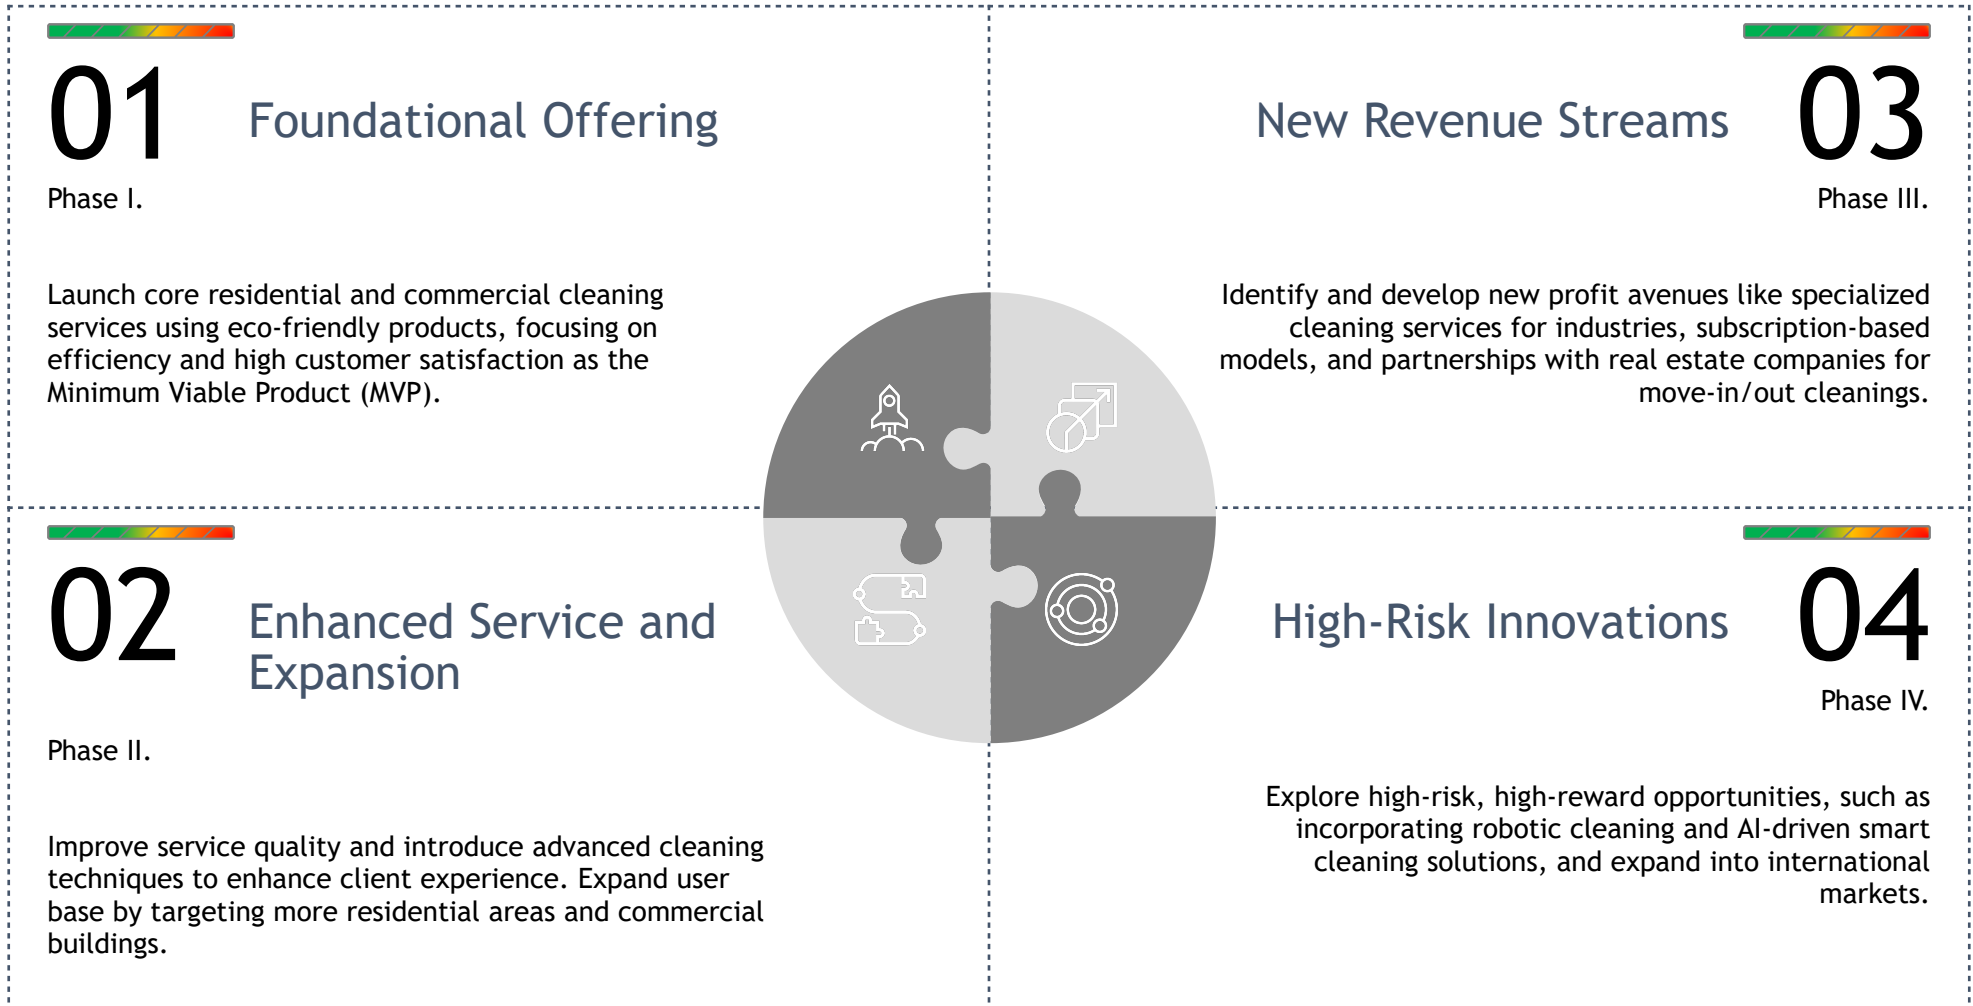 01
Foundational Offering
Phase I.
Launch core residential and commercial cleaning
services using eco-friendly products, focusing on
efficiency and high customer satisfaction as the
Minimum Viable Product (MVP).
02
Enhanced Service and
Expansion
Phase II.
Improve service quality and introduce advanced cleaning
techniques to enhance client experience. Expand user
base by targeting more residential areas and commercial
buildings.
New Revenue Streams
03
Phase III.
Identify and develop new profit avenues like specialized
cleaning services for industries, subscription-based
models, and partnerships with real estate companies for
move-in/out cleanings.
High-Risk Innovations
04
Phase IV.
Explore high-risk, high-reward opportunities, such as
incorporating robotic cleaning and AI-driven smart
cleaning solutions, and expand into international
markets.